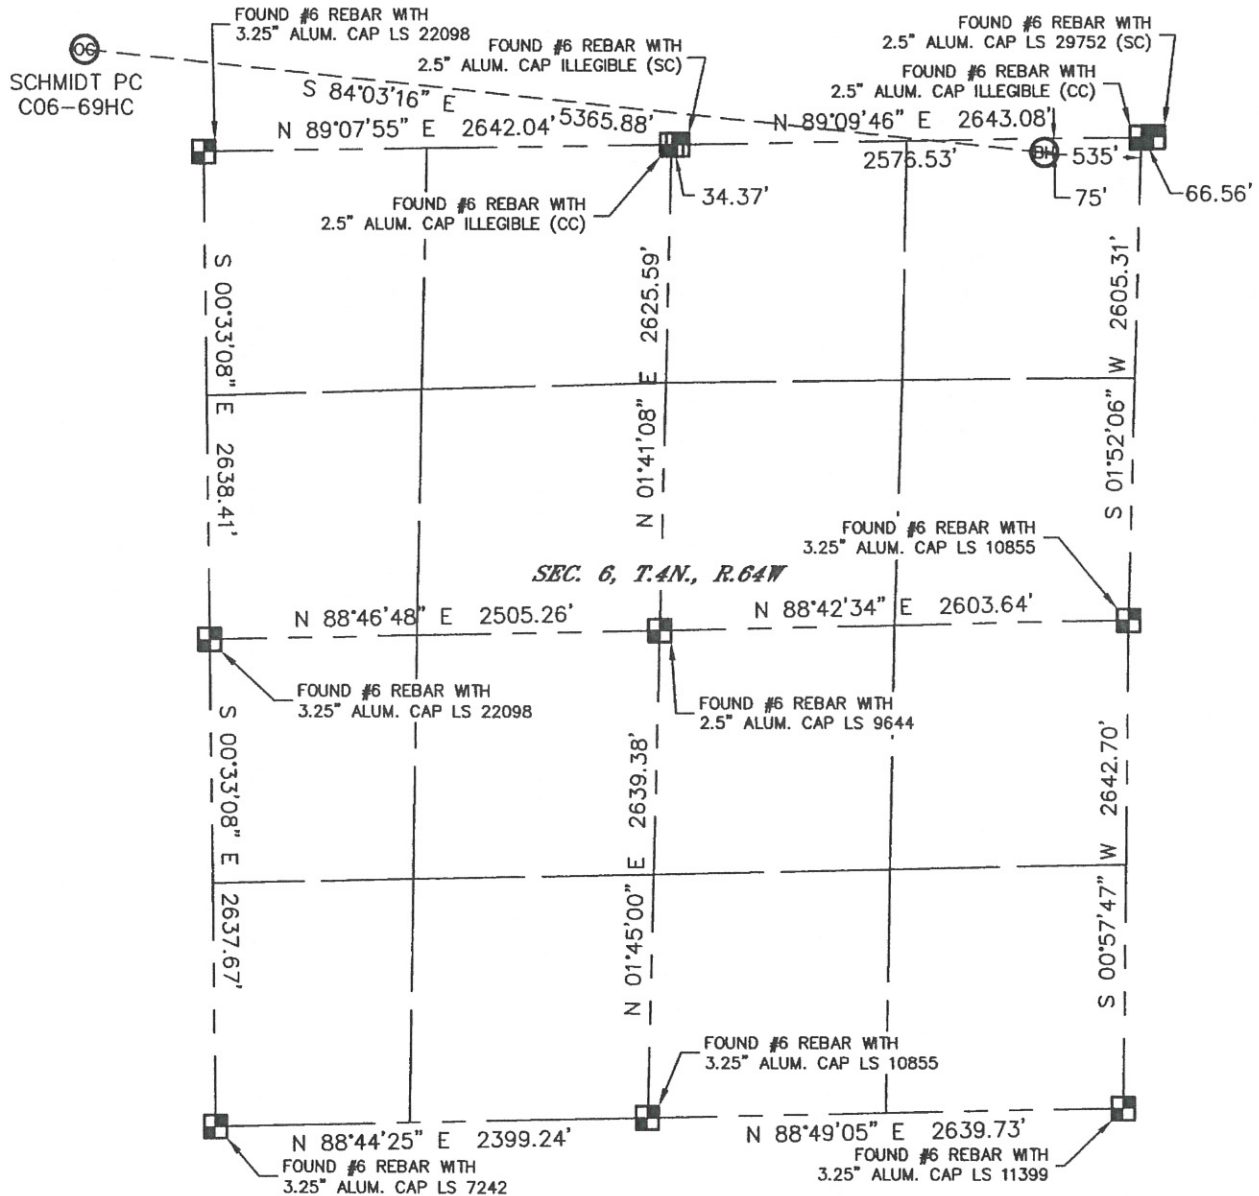 FOUND #6 REBAR WITH
3.25" ALUM. CAP LS 22098
FOUND #6 REBAR WITH
2.5" ALUM. CAP ILLEGIBLE (SC)
FOUND #6 REBAR WITH
2.5" ALUM. CAP LS 29752 (SC)
FOUND #6 REBAR WITH
2.5" ALUM. CAP ILLEGIBLE (CC)
OG
SCHMIDT PC
C06-69HC
S 84°03'16" E 5365.88'
N 89°07'55" E 2642.04'
N 89°09'46" E 2643.08'
2576.53'
BH
535'
75'
66.56'
34.37'
FOUND #6 REBAR WITH
2.5" ALUM. CAP ILLEGIBLE (CC)
S 00°33'08" E 2638.41'
N 01°41'08" E 2625.59'
S 01°52'06" W 2605.31'
FOUND #6 REBAR WITH
3.25" ALUM. CAP LS 10855
SEC. 6, T.4N., R.64W
N 88°46'48" E 2505.26'
N 88°42'34" E 2603.64'
FOUND #6 REBAR WITH
3.25" ALUM. CAP LS 22098
FOUND #6 REBAR WITH
2.5" ALUM. CAP LS 9644
S 00°33'08" E 2637.67'
N 01°45'00" E 2639.38'
S 00°57'47" W 2642.70'
FOUND #6 REBAR WITH
3.25" ALUM. CAP LS 10855
N 88°44'25" E 2399.24'
N 88°49'05" E 2639.73'
FOUND #6 REBAR WITH
3.25" ALUM. CAP LS 7242
FOUND #6 REBAR WITH
3.25" ALUM. CAP LS 11399